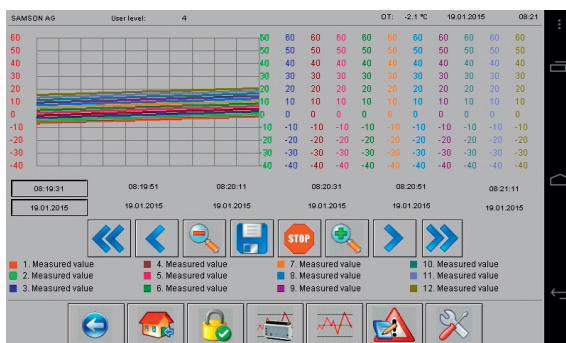 SAMSON AG User level: 4 OT: -2.1 °C 19.01.2015 08:21
60 60 60 60 60 60 60 60 60 60 60 60
50 50 50 50 50 50 50 50 50 50 50 50
40 40 40 40 40 40 40 40 40 40 40 40
30 30 30 30 30 30 30 30 30 30 30 30
20 20 20 20 20 20 20 20 20 20 20 20
10 10 10 10 10 10 10 10 10 10 10 10
0 0 0 0 0 0 0 0 0 0 0 0
-10 -10 -10 -10 -10 -10 -10 -10 -10 -10 -10 -10
-20 -20 -20 -20 -20 -20 -20 -20 -20 -20 -20 -20
-30 -30 -30 -30 -30 -30 -30 -30 -30 -30 -30 -30
-40 -40 -40 -40 -40 -40 -40 -40 -40 -40 -40 -40
08:19:31 08:19:51 08:20:11 08:20:31 08:20:51 08:21:11
19.01.2015 19.01.2015 19.01.2015 19.01.2015 19.01.2015 19.01.2015
STOP
1. Measured value 4. Measured value 7. Measured value 10. Measured value
2. Measured value 5. Measured value 8. Measured value 11. Measured value
3. Measured value 6. Measured value 9. Measured value 12. Measured value